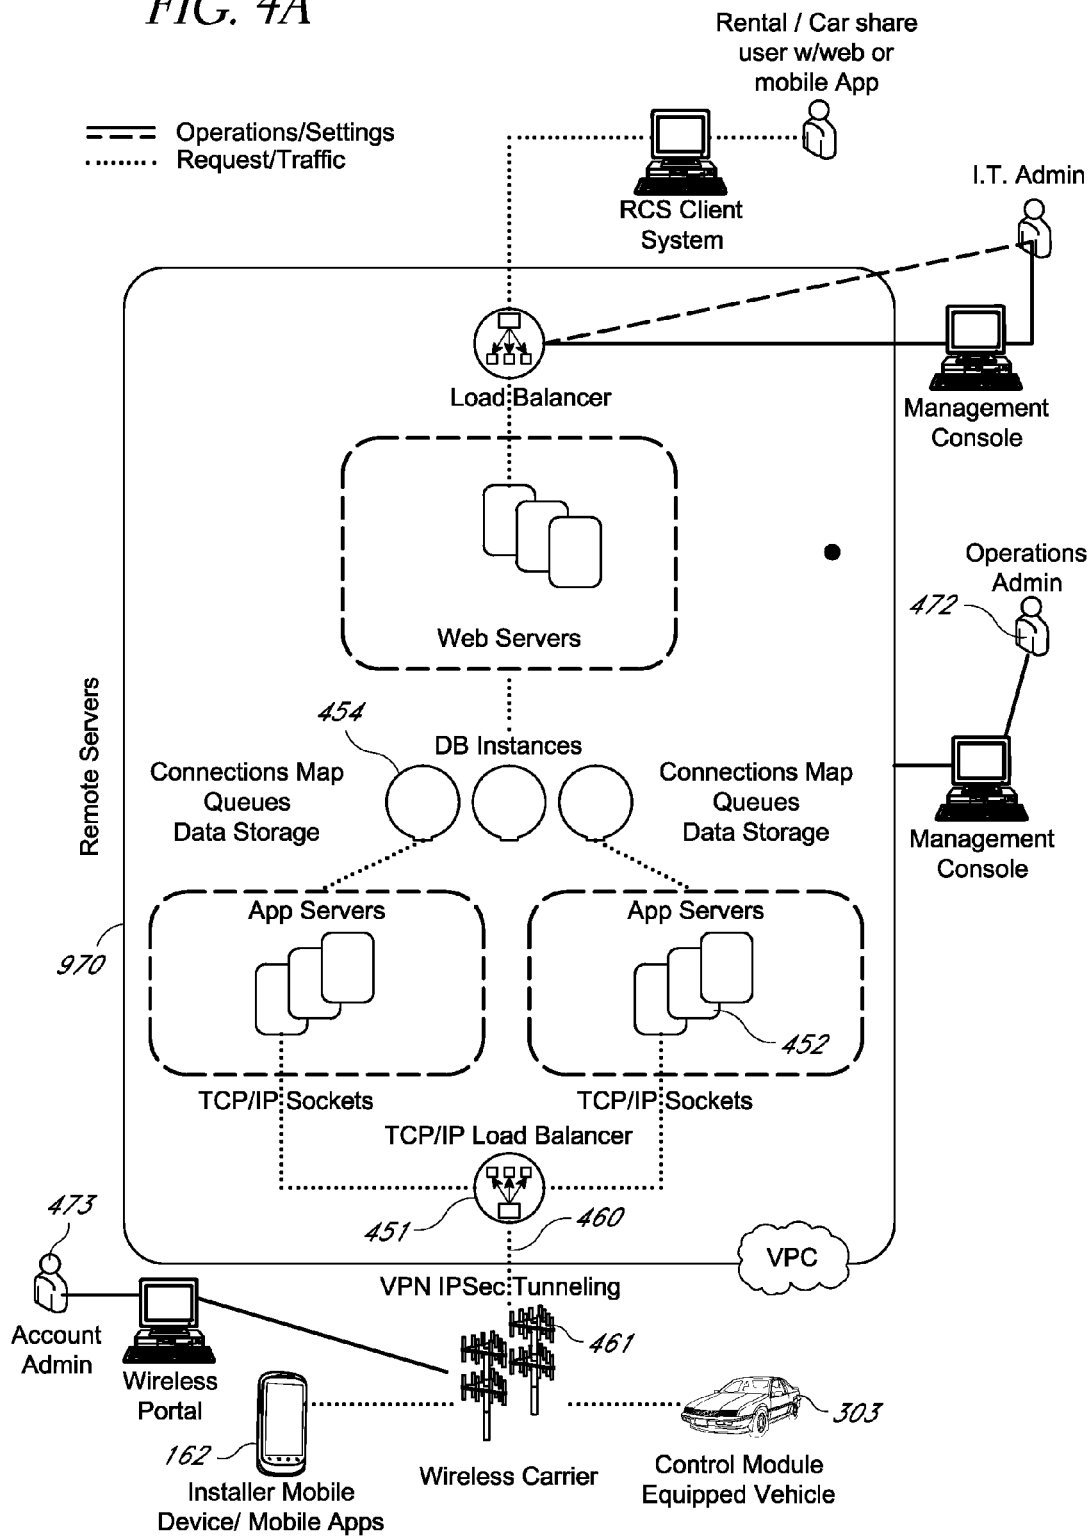 FIG. 4A
Rental / Car share
user w/web or
mobile App
Operations/Settings
Request/Traffic
I.T. Admin
RCS Client
System
Load Balancer
Management
Console
Operations
Admin
472
Web Servers
Remote Servers
454
DB Instances
Connections Map
Queues
Data Storage
Connections Map
Queues
Data Storage
Management
Console
App Servers
App Servers
970
452
TCP/IP Sockets
TCP/IP Sockets
TCP/IP Load Balancer
473
451
460
VPC
VPN IPSec Tunneling
461
Account
Admin
Wireless
Portal
303
162
Wireless Carrier
Control Module
Equipped Vehicle
Installer Mobile
Device/ Mobile Apps